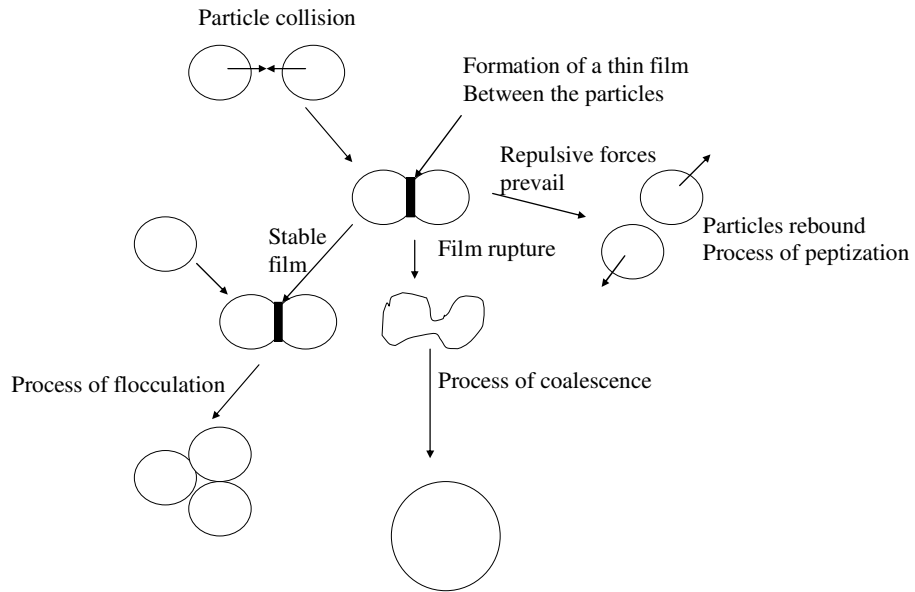 Particle collision
Formation of a thin film
Between the particles
Repulsive forces
prevail
Particles rebound
Process of peptization
Stable
film
Film rupture
Process of flocculation
Process of coalescence